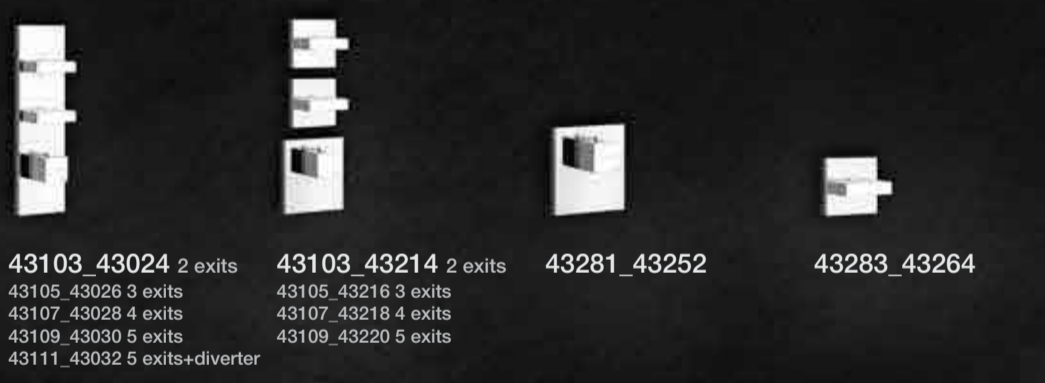 43103_43024 2 exits
43105_43026 3 exits
43107_43028 4 exits
43109_43030 5 exits
43111_43032 5 exits+diverter
43103_43214 2 exits
43105_43216 3 exits
43107_43218 4 exits
43109_43220 5 exits
43281_43252
43283_43264